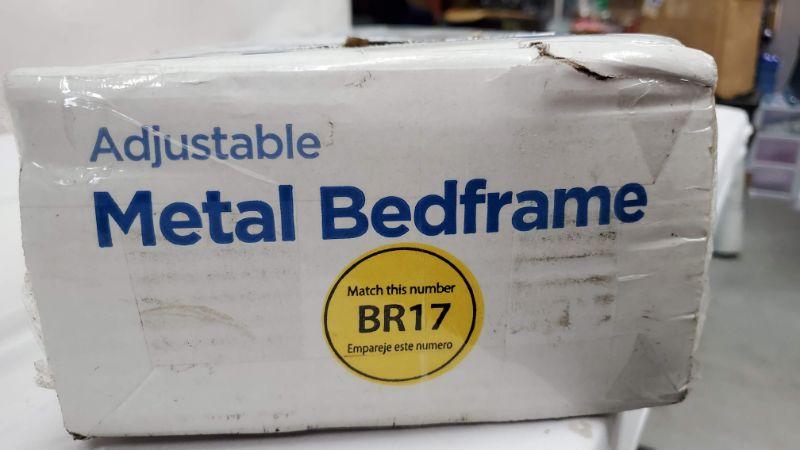 Adjustable
Metal Bedframe
Match this number
BR17
Empareje este numero